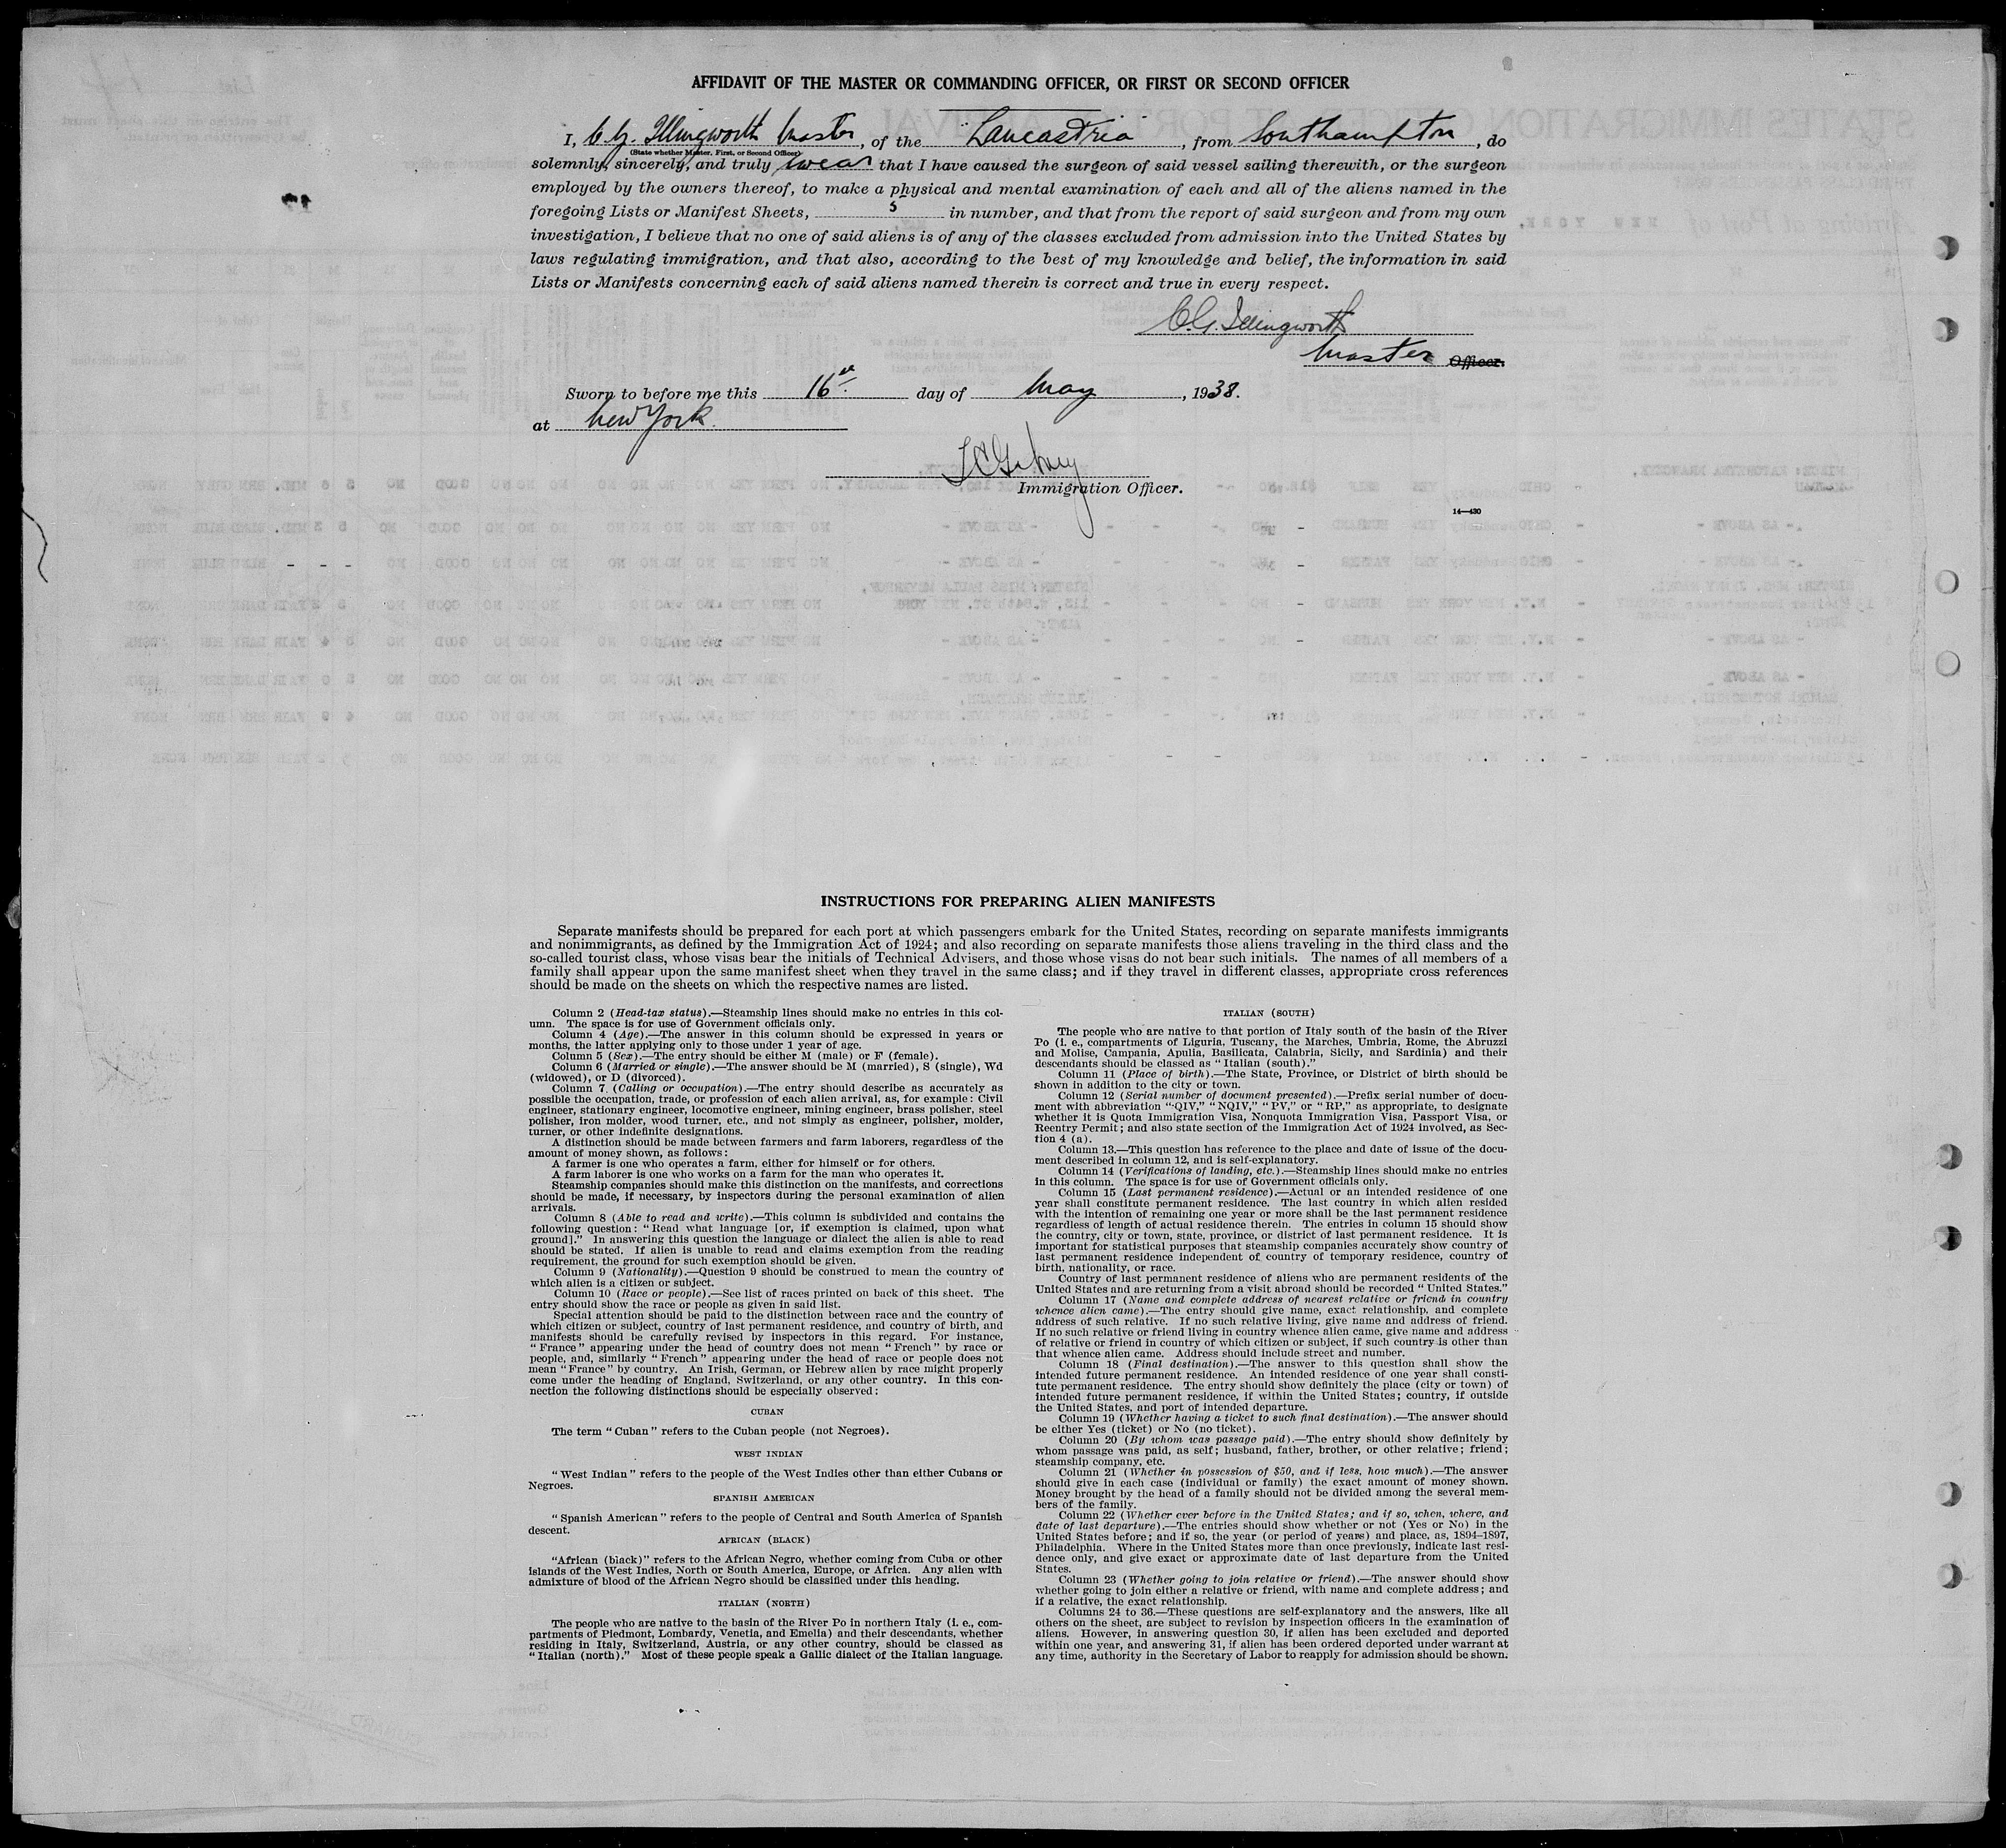 AFFIDAVIT OF THE MASTER OR COMMANDING OFFICER, OR FIRST OR SECOND OFFICER
I, C.G. Illingworth Master, of the "Lancastria", from Southampton, do
(State whether Master, First, or Second Officer)
solemnly, sincerely, and truly swear that I have caused the surgeon of said vessel sailing therewith, or the surgeon
employed by the owners thereof, to make a physical and mental examination of each and all of the aliens named in the
foregoing Lists or Manifest Sheets, 5 in number, and that from the report of said surgeon and from my own
investigation, I believe that no one of said aliens is of any of the classes excluded from admission into the United States by
laws regulating immigration, and that also, according to the best of my knowledge and belief, the information in said
Lists or Manifests concerning each of said aliens named therein is correct and true in every respect.
C.G. Illingworth
Master Officer.
Sworn to before me this 16th day of May, 1938.
at New York.
Immigration Officer.
14—430
INSTRUCTIONS FOR PREPARING ALIEN MANIFESTS
Separate manifests should be prepared for each port at which passengers embark for the United States, recording on separate manifests immigrants
and nonimmigrants, as defined by the Immigration Act of 1924; and also recording on separate manifests those aliens traveling in the third class and the
so-called tourist class, whose visas bear the initials of Technical Advisers, and those whose visas do not bear such initials. The names of all members of a
family shall appear upon the same manifest sheet when they travel in the same class; and if they travel in different classes, appropriate cross references
should be made on the sheets on which the respective names are listed.
Column 2 (Head-tax status).—Steamship lines should make no entries in this col-
umn. The space is for use of Government officials only.
Column 4 (Age).—The answer in this column should be expressed in years or
months, the latter applying only to those under 1 year of age.
Column 5 (Sex).—The entry should be either M (male) or F (female).
Column 6 (Married or single).—The answer should be M (married), S (single), Wd
(widowed), or D (divorced).
Column 7 (Calling or occupation).—The entry should describe as accurately as
possible the occupation, trade, or profession of each alien arrival, as, for example: Civil
engineer, stationary engineer, locomotive engineer, mining engineer, brass polisher, steel
polisher, iron molder, wood turner, etc., and not simply as engineer, polisher, molder,
turner, or other indefinite designations.
A distinction should be made between farmers and farm laborers, regardless of the
amount of money shown, as follows:
A farmer is one who operates a farm, either for himself or for others.
A farm laborer is one who works on a farm for the man who operates it.
Steamship companies should make this distinction on the manifests, and corrections
should be made, if necessary, by inspectors during the personal examination of alien
arrivals.
Column 8 (Able to read and write).—This column is subdivided and contains the
following question: "Read what language [or, if exemption is claimed, upon what
ground]." In answering this question the language or dialect the alien is able to read
should be stated. If alien is unable to read and claims exemption from the reading
requirement, the ground for such exemption should be given.
Column 9 (Nationality).—Question 9 should be construed to mean the country of
which alien is a citizen or subject.
Column 10 (Race or people).—See list of races printed on back of this sheet. The
entry should show the race or people as given in said list.
Special attention should be paid to the distinction between race and the country of
which citizen or subject, country of last permanent residence, and country of birth, and
manifests should be carefully revised by inspectors in this regard. For instance,
"France" appearing under the head of country does not mean "French" by race or
people, and, similarly "French" appearing under the head of race or people does not
mean "France" by country. An Irish, German, or Hebrew alien by race might properly
come under the heading of England, Switzerland, or any other country. In this con-
nection the following distinctions should be especially observed:
CUBAN
The term "Cuban" refers to the Cuban people (not Negroes).
WEST INDIAN
"West Indian" refers to the people of the West Indies other than either Cubans or
Negroes.
SPANISH AMERICAN
"Spanish American" refers to the people of Central and South America of Spanish
descent.
AFRICAN (BLACK)
"African (black)" refers to the African Negro, whether coming from Cuba or other
islands of the West Indies, North or South America, Europe, or Africa. Any alien with
admixture of blood of the African Negro should be classified under this heading.
ITALIAN (NORTH)
The people who are native to the basin of the River Po in northern Italy (i. e., com-
partments of Piedmont, Lombardy, Venetia, and Emelia) and their descendants, whether
residing in Italy, Switzerland, Austria, or any other country, should be classed as
"Italian (north)." Most of these people speak a Gallic dialect of the Italian language.
ITALIAN (SOUTH)
The people who are native to that portion of Italy south of the basin of the River
Po (i. e., compartments of Liguria, Tuscany, the Marches, Umbria, Rome, the Abruzzi
and Molise, Campania, Apulia, Basilicata, Calabria, Sicily, and Sardinia) and their
descendants should be classed as "Italian (south)."
Column 11 (Place of birth).—The State, Province, or District of birth should be
shown in addition to the city or town.
Column 12 (Serial number of document presented).—Prefix serial number of docu-
ment with abbreviation "QIV," "NQIV," "PV," or "RP," as appropriate, to designate
whether it is Quota Immigration Visa, Nonquota Immigration Visa, Passport Visa, or
Reentry Permit; and also state section of the Immigration Act of 1924 involved, as Sec-
tion 4 (a).
Column 13.—This question has reference to the place and date of issue of the docu-
ment described in column 12, and is self-explanatory.
Column 14 (Verifications of landing, etc.).—Steamship lines should make no entries
in this column. The space is for use of Government officials only.
Column 15 (Last permanent residence).—Actual or an intended residence of one
year shall constitute permanent residence. The last country in which alien resided
with the intention of remaining one year or more shall be the last permanent residence
regardless of length of actual residence therein. The entries in column 15 should show
the country, city or town, state, province, or district of last permanent residence. It is
important for statistical purposes that steamship companies accurately show country of
last permanent residence independent of country of temporary residence, country of
birth, nationality, or race.
Country of last permanent residence of aliens who are permanent residents of the
United States and are returning from a visit abroad should be recorded "United States."
Column 17 (Name and complete address of nearest relative or friend in country
whence alien came).—The entry should give name, exact relationship, and complete
address of such relative. If no such relative living, give name and address of friend.
If no such relative or friend living in country whence alien came, give name and address
of relative or friend in country of which citizen or subject, if such country is other than
that whence alien came. Address should include street and number.
Column 18 (Final destination).—The answer to this question shall show the
intended future permanent residence. An intended residence of one year shall consti-
tute permanent residence. The entry should show definitely the place (city or town) of
intended future permanent residence, if within the United States; country, if outside
the United States, and port of intended departure.
Column 19 (Whether having a ticket to such final destination).—The answer should
be either Yes (ticket) or No (no ticket).
Column 20 (By whom was passage paid).—The entry should show definitely by
whom passage was paid, as self; husband, father, brother, or other relative; friend;
steamship company, etc.
Column 21 (Whether in possession of $50, and if less, how much).—The answer
should give in each case (individual or family) the exact amount of money shown.
Money brought by the head of a family should not be divided among the several mem-
bers of the family.
Column 22 (Whether ever before in the United States; and if so, when, where, and
date of last departure).—The entries should show whether or not (Yes or No) in the
United States before; and if so, the year (or period of years) and place, as, 1894–1897,
Philadelphia. Where in the United States more than once previously, indicate last resi-
dence only, and give exact or approximate date of last departure from the United
States.
Column 23 (Whether going to join relative or friend).—The answer should show
whether going to join either a relative or friend, with name and complete address; and
if a relative, the exact relationship.
Columns 24 to 36.—These questions are self-explanatory and the answers, like all
others on the sheet, are subject to revision by inspection officers in the examination of
aliens. However, in answering question 30, if alien has been excluded and deported
within one year, and answering 31, if alien has been ordered deported under warrant at
any time, authority in the Secretary of Labor to reapply for admission should be shown.